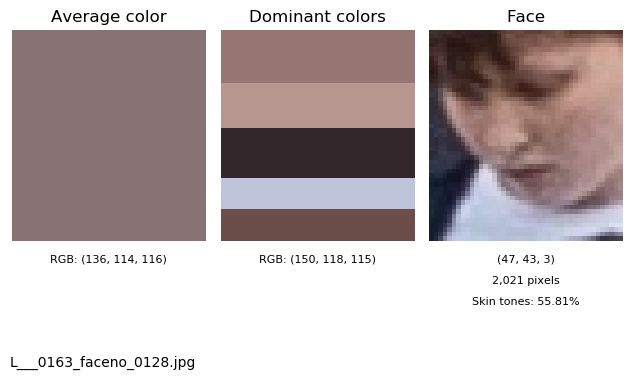 Average color
Dominant colors
Face
RGB: (136, 114, 116)
RGB: (150, 118, 115)
(47, 43, 3)
2,021 pixels
Skin tones: 55.81%
L___0163_faceno_0128.jpg